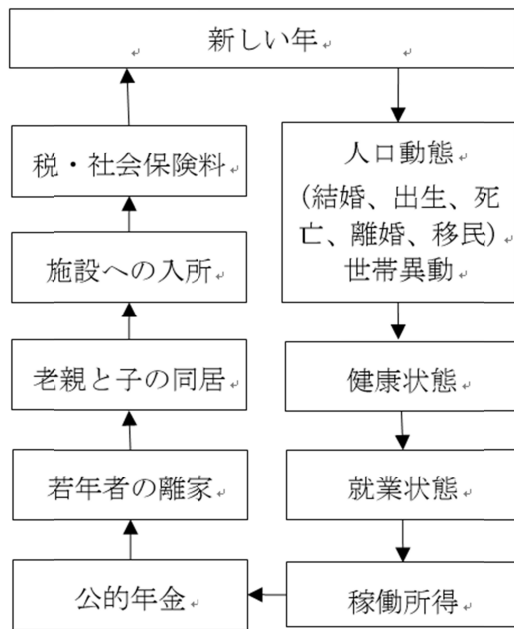 新しい年
人口動態
(結婚、出生、死
亡、離婚、移民)
世帯異動
健康状態
就業状態
稼働所得
公的年金
若年者の離家
老親と子の同居
施設への入所
税・社会保険料